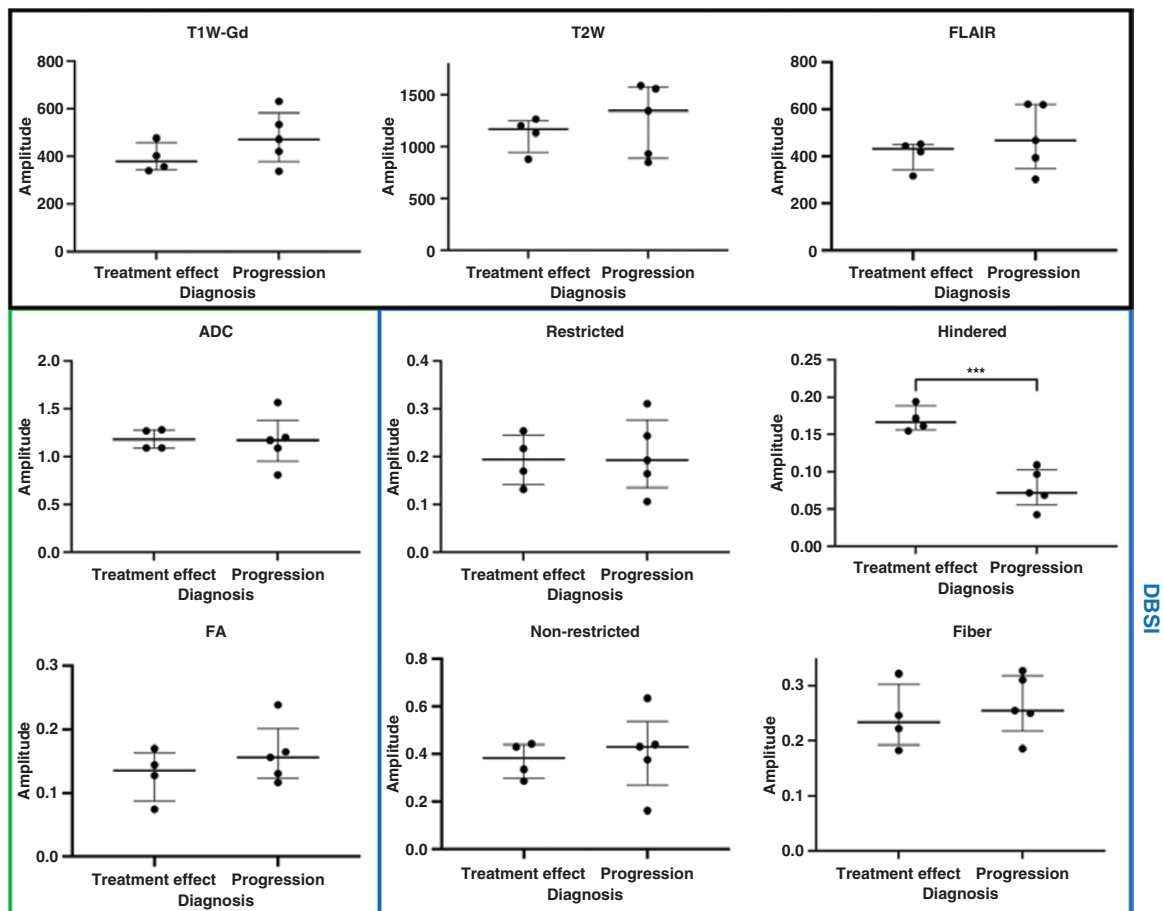 T1W-Gd
800
600
400
200
0
Amplitude
Treatment effect Progression
Diagnosis
T2W
1500
1000
500
0
Amplitude
Treatment effect Progression
Diagnosis
FLAIR
800
600
400
200
0
Amplitude
Treatment effect Progression
Diagnosis
ADC
2.0
1.5
1.0
0.5
0.0
Amplitude
Treatment effect Progression
Diagnosis
Restricted
0.4
0.3
0.2
0.1
0.0
Amplitude
Treatment effect Progression
Diagnosis
Hindered
0.25
0.20
0.15
0.10
0.05
0.00
Amplitude
***
Treatment effect Progression
Diagnosis
FA
0.3
0.2
0.1
0.0
Amplitude
Treatment effect Progression
Diagnosis
Non-restricted
0.8
0.6
0.4
0.2
0.0
Amplitude
Treatment effect Progression
Diagnosis
Fiber
0.3
0.2
0.1
0.0
Amplitude
Treatment effect Progression
Diagnosis
DBSI